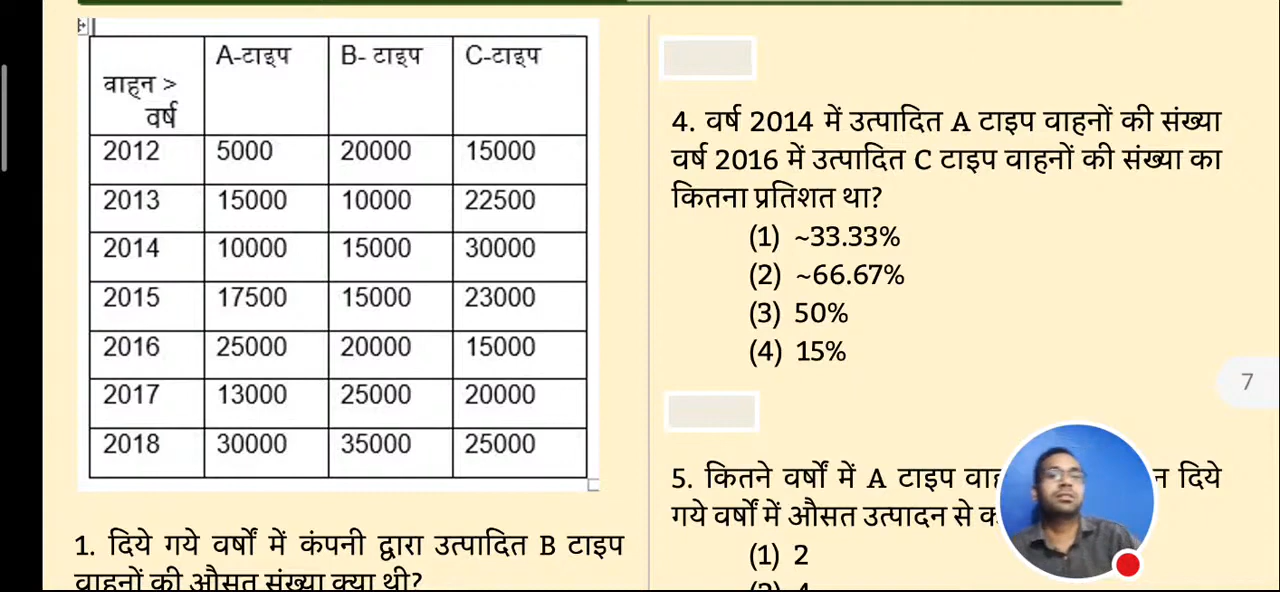 A-टाइप B- टाइप C-टाइप
वाहन >
वर्ष
2012 5000 20000 15000
2013 15000 10000 22500
2014 10000 15000 30000
2015 17500 15000 23000
2016 25000 20000 15000
2017 13000 25000 20000
2018 30000 35000 25000
1. दिये गये वर्षों में कंपनी द्वारा उत्पादित B टाइप
वाहनों की औसत संख्या क्या थी?
4. वर्ष 2014 में उत्पादित A टाइप वाहनों की संख्या
वर्ष 2016 में उत्पादित C टाइप वाहनों की संख्या का
कितना प्रतिशत था?
(1) ~33.33%
(2) ~66.67%
(3) 50%
(4) 15%
7
5. कितने वर्षों में A टाइप दिये
गये वर्षों में औसत उत्पादन से
(1) 2